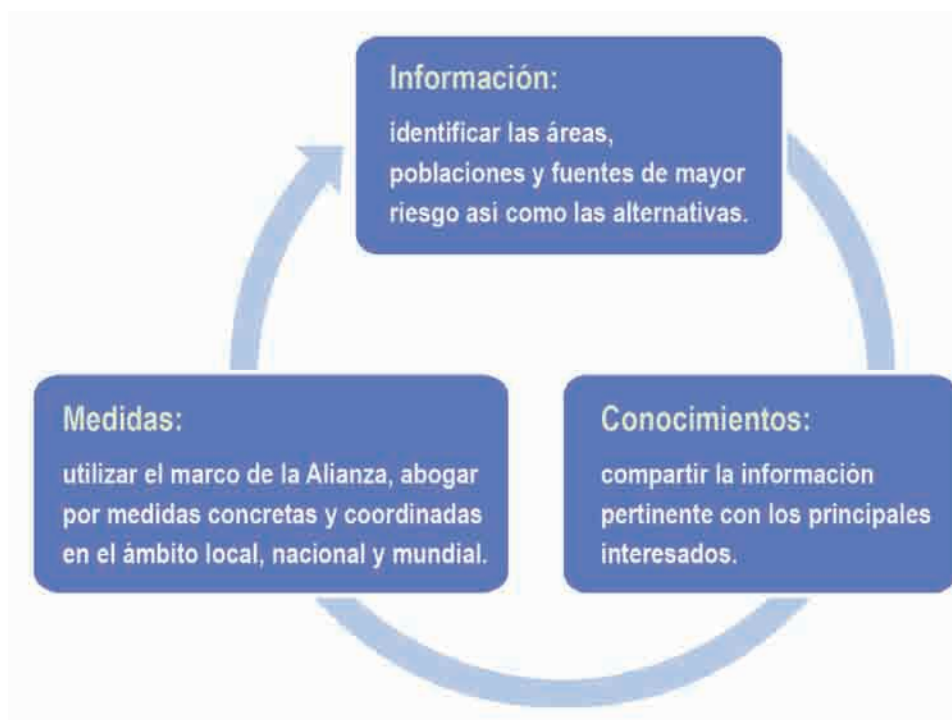 Información:
identificar las áreas,
poblaciones y fuentes de mayor
riesgo asi como las alternativas.
Medidas:
utilizar el marco de la Alianza, abogar
por medidas concretas y coordinadas
en el ámbito local, nacional y mundial.
Conocimientos:
compartir la información
pertinente con los principales
interesados.